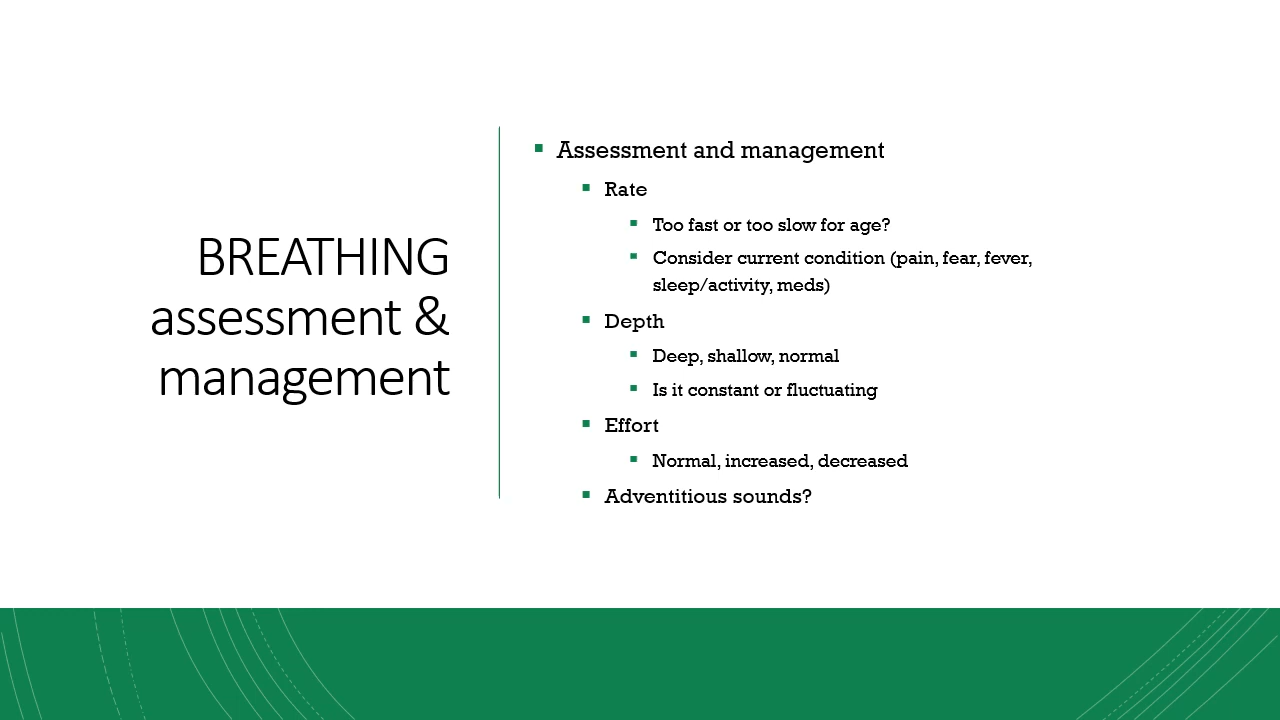 BREATHING
assessment &
management
Assessment and management
Rate
Too fast or too slow for age?
Consider current condition (pain, fear, fever,
sleep/activity, meds)
Depth
Deep, shallow, normal
Is it constant or fluctuating
Effort
Normal, increased, decreased
Adventitious sounds?